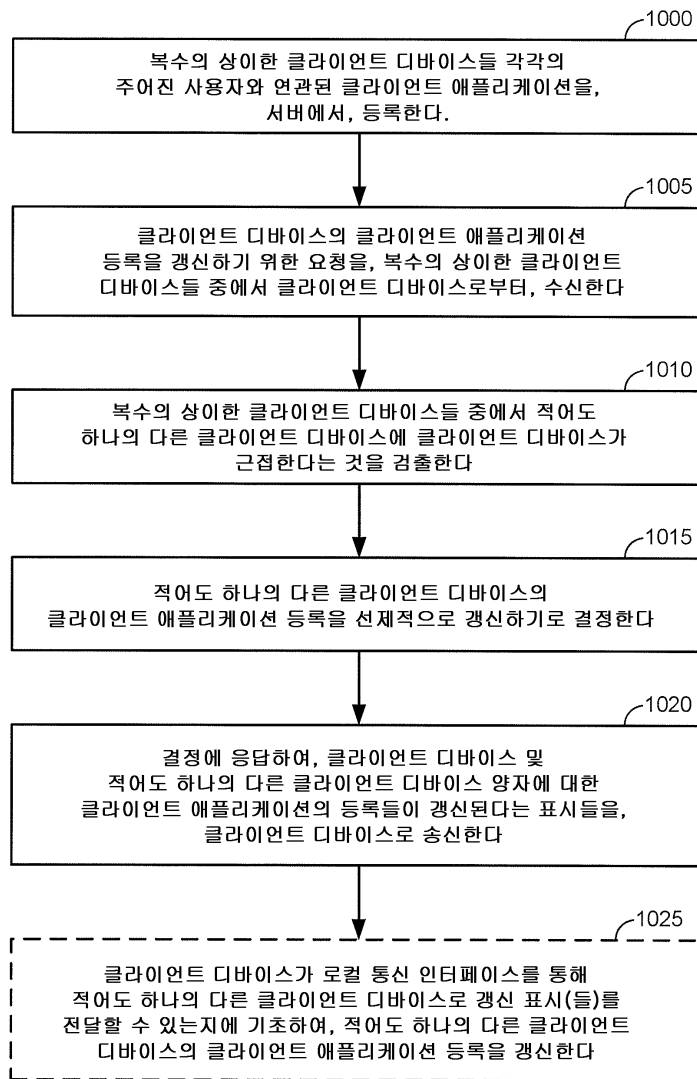 1000
복수의 상이한 클라이언트 디바이스들 각각의
주어진 사용자와 연관된 클라이언트 애플리케이션을,
서버에서, 등록한다.
1005
클라이언트 디바이스의 클라이언트 애플리케이션
등록을 갱신하기 위한 요청을, 복수의 상이한 클라이언트
디바이스들 중에서 클라이언트 디바이스로부터, 수신한다
1010
복수의 상이한 클라이언트 디바이스들 중에서 적어도
하나의 다른 클라이언트 디바이스에 클라이언트 디바이스가
근접한다는 것을 검출한다
1015
적어도 하나의 다른 클라이언트 디바이스의
클라이언트 애플리케이션 등록을 선제적으로 갱신하기로 결정한다
1020
결정에 응답하여, 클라이언트 디바이스 및
적어도 하나의 다른 클라이언트 디바이스 양자에 대한
클라이언트 애플리케이션의 등록들이 갱신된다는 표시들을,
클라이언트 디바이스로 송신한다
1025
클라이언트 디바이스가 로컬 통신 인터페이스를 통해
적어도 하나의 다른 클라이언트 디바이스로 갱신 표시(들)를
전달할 수 있는지에 기초하여, 적어도 하나의 다른 클라이언트
디바이스의 클라이언트 애플리케이션 등록을 갱신한다